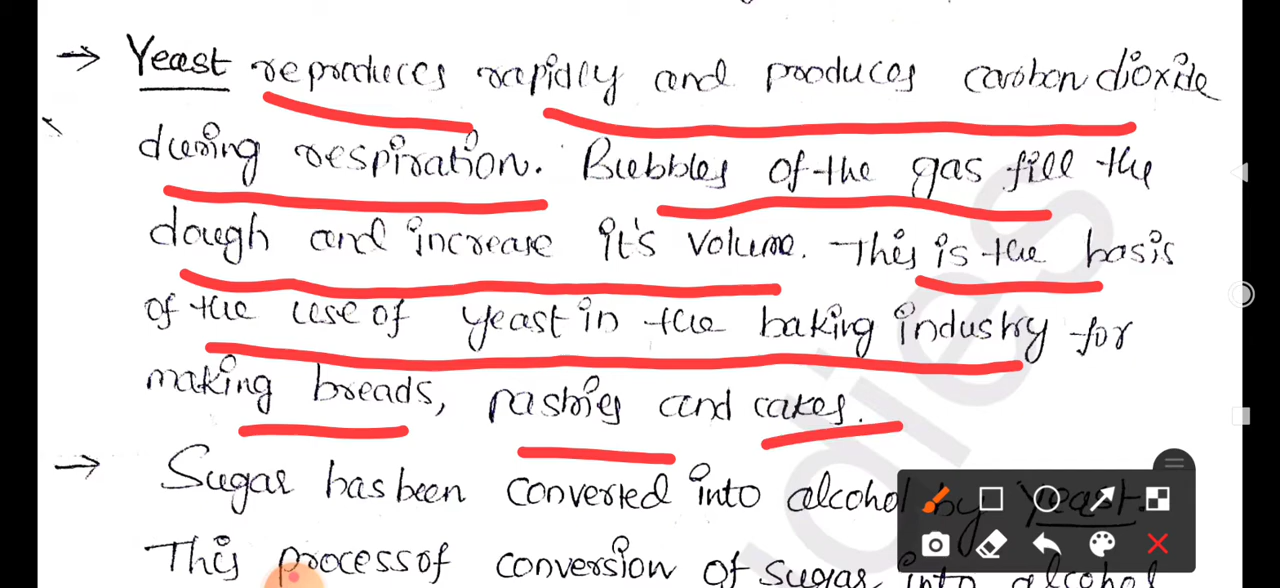 → Yeast reproduces rapidly and produces carbon dioxide
during respiration. Bubbles of the gas fill the
dough and increase it's volume. This is the basis
of the use of yeast in the baking industry for
making breads, pastries and cakes.
→ Sugar has been converted into alcohol by yeast.
This process of conversion of sugar into alcohol